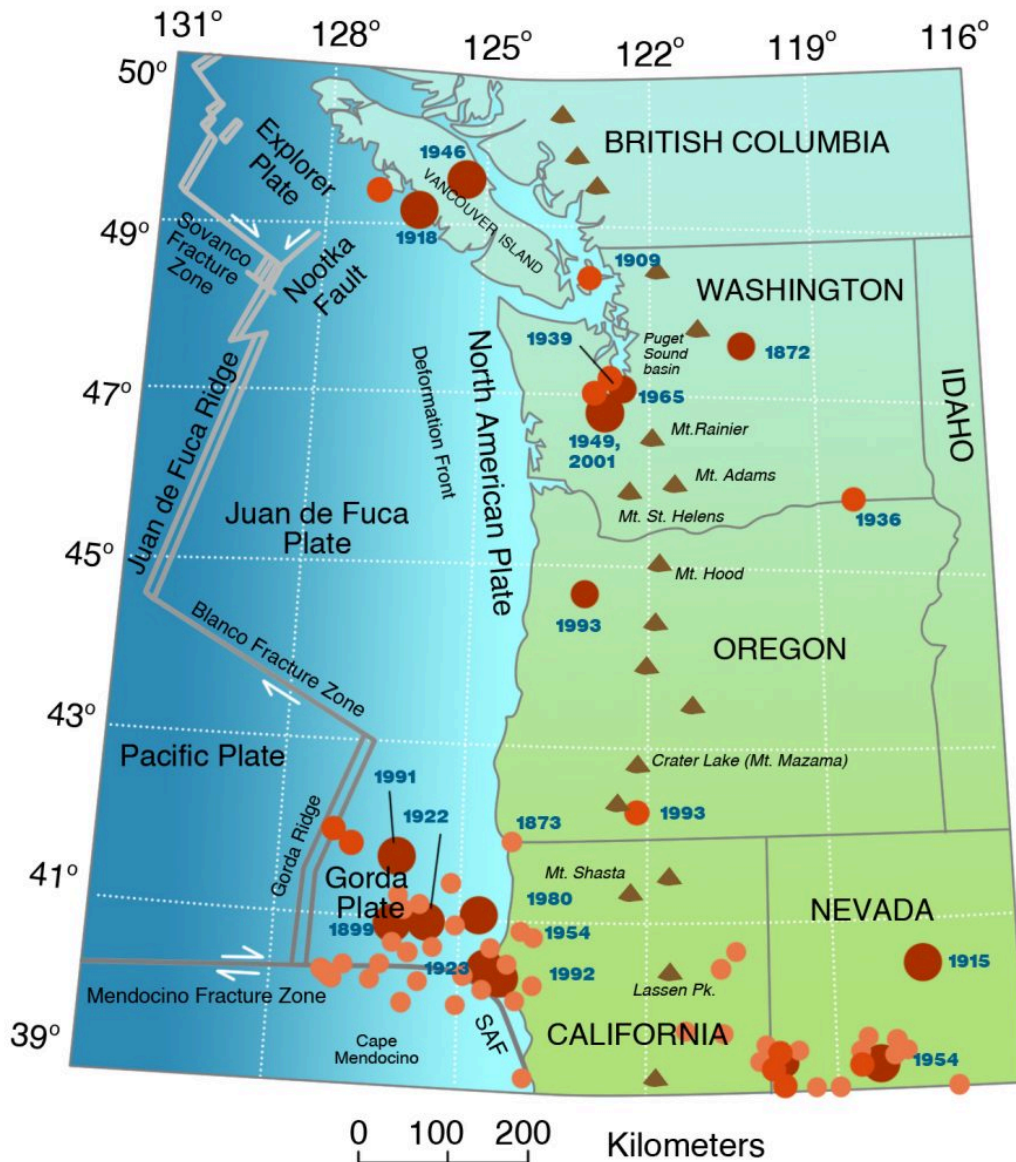 131°
128°
125°
122°
119°
116°
50°
49°
47°
45°
43°
41°
39°
Explorer
Plate
BRITISH COLUMBIA
1946
VANCOUVER ISLAND
1918
Sovanco
Fracture
Zone
Nootka
Fault
1909
WASHINGTON
1939
Puget
Sound
basin
1872
1965
IDAHO
Juan de Fuca Ridge
Deformation Front
North American Plate
1949,
2001
Mt.Rainier
Mt. Adams
1936
Mt. St. Helens
Juan de Fuca
Plate
Mt. Hood
1993
Blanco Fracture Zone
OREGON
Pacific Plate
Crater Lake (Mt. Mazama)
1991
1922
1873
1993
Gorda Ridge
Gorda
Plate
Mt. Shasta
1980
NEVADA
1899
1954
1923
1992
1915
Mendocino Fracture Zone
Lassen Pk.
SAF
CALIFORNIA
Cape
Mendocino
1954
0 100 200
Kilometers